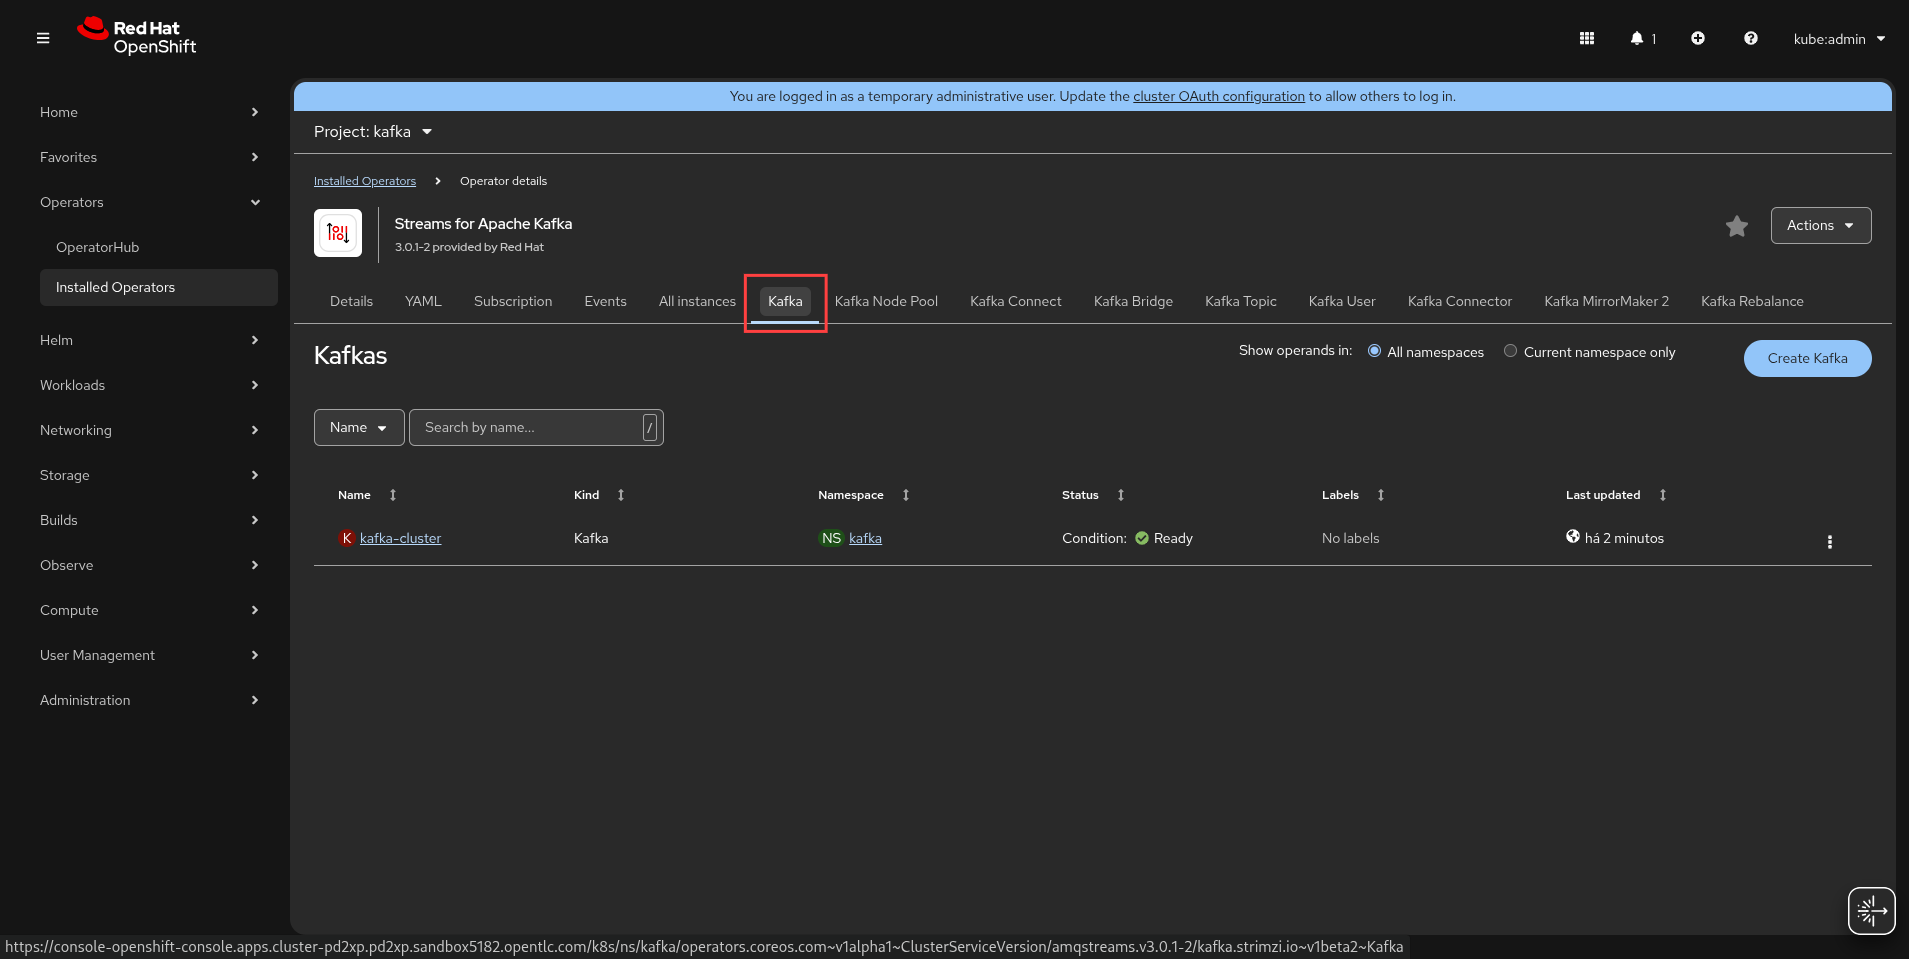 Red Hat
OpenShift
1
kube:admin
Home
Favorites
Operators
OperatorHub
Installed Operators
Helm
Workloads
Networking
Storage
Builds
Observe
Compute
User Management
Administration
You are logged in as a temporary administrative user. Update the cluster OAuth configuration to allow others to log in.
Project: kafka
Installed Operators Operator details
Streams for Apache Kafka
3.0.1-2 provided by Red Hat
Actions
Details YAML Subscription Events All instances Kafka Kafka Node Pool Kafka Connect Kafka Bridge Kafka Topic Kafka User Kafka Connector Kafka MirrorMaker 2 Kafka Rebalance
Kafkas
Show operands in: All namespaces Current namespace only
Create Kafka
Name Search by name... /
Name Kind Namespace Status Labels Last updated
K kafka-cluster Kafka NS kafka Condition: Ready No labels há 2 minutos
https://console-openshift-console.apps.cluster-pd2xp.pd2xp.sandbox5182.opentlc.com/k8s/ns/kafka/operators.coreos.com~v1alpha1~ClusterServiceVersion/amqstreams.v3.0.1-2/kafka.strimzi.io~v1beta2~Kafka